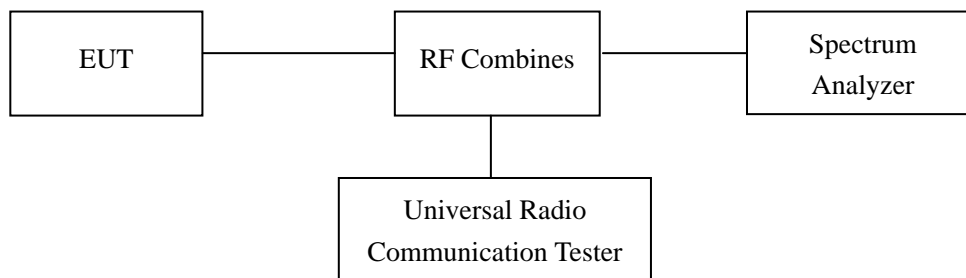 EUT
RF Combines
Spectrum
Analyzer
Universal Radio
Communication Tester